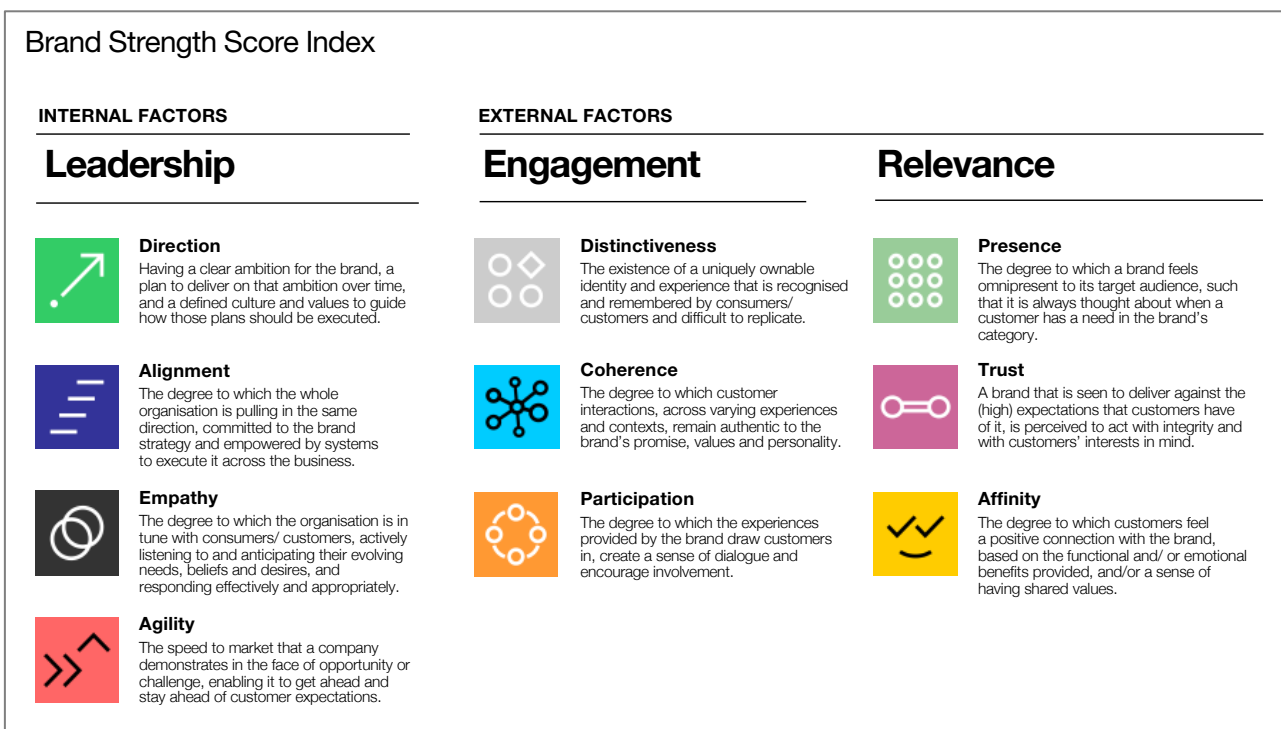 Brand Strength Score Index
INTERNAL FACTORS
Leadership
Direction
Having a clear ambition for the brand, a
plan to deliver on that ambition over time,
and a defined culture and values to guide
how those plans should be executed.
Alignment
The degree to which the whole
organisation is pulling in the same
direction, committed to the brand
strategy and empowered by systems
to execute it across the business.
Empathy
The degree to which the organisation is in
tune with consumers/ customers, actively
listening to and anticipating their evolving
needs, beliefs and desires, and
responding effectively and appropriately.
Agility
The speed to market that a company
demonstrates in the face of opportunity or
challenge, enabling it to get ahead and
stay ahead of customer expectations.
EXTERNAL FACTORS
Engagement
Distinctiveness
The existence of a uniquely ownable
identity and experience that is recognised
and remembered by consumers/
customers and difficult to replicate.
Coherence
The degree to which customer
interactions, across varying experiences
and contexts, remain authentic to the
brand's promise, values and personality.
Participation
The degree to which the experiences
provided by the brand draw customers
in, create a sense of dialogue and
encourage involvement.
Relevance
Presence
The degree to which a brand feels
omnipresent to its target audience, such
that it is always thought about when a
customer has a need in the brand's
category.
Trust
A brand that is seen to deliver against the
(high) expectations that customers have
of it, is perceived to act with integrity and
with customers' interests in mind.
Affinity
The degree to which customers feel
a positive connection with the brand,
based on the functional and/ or emotional
benefits provided, and/or a sense of
having shared values.